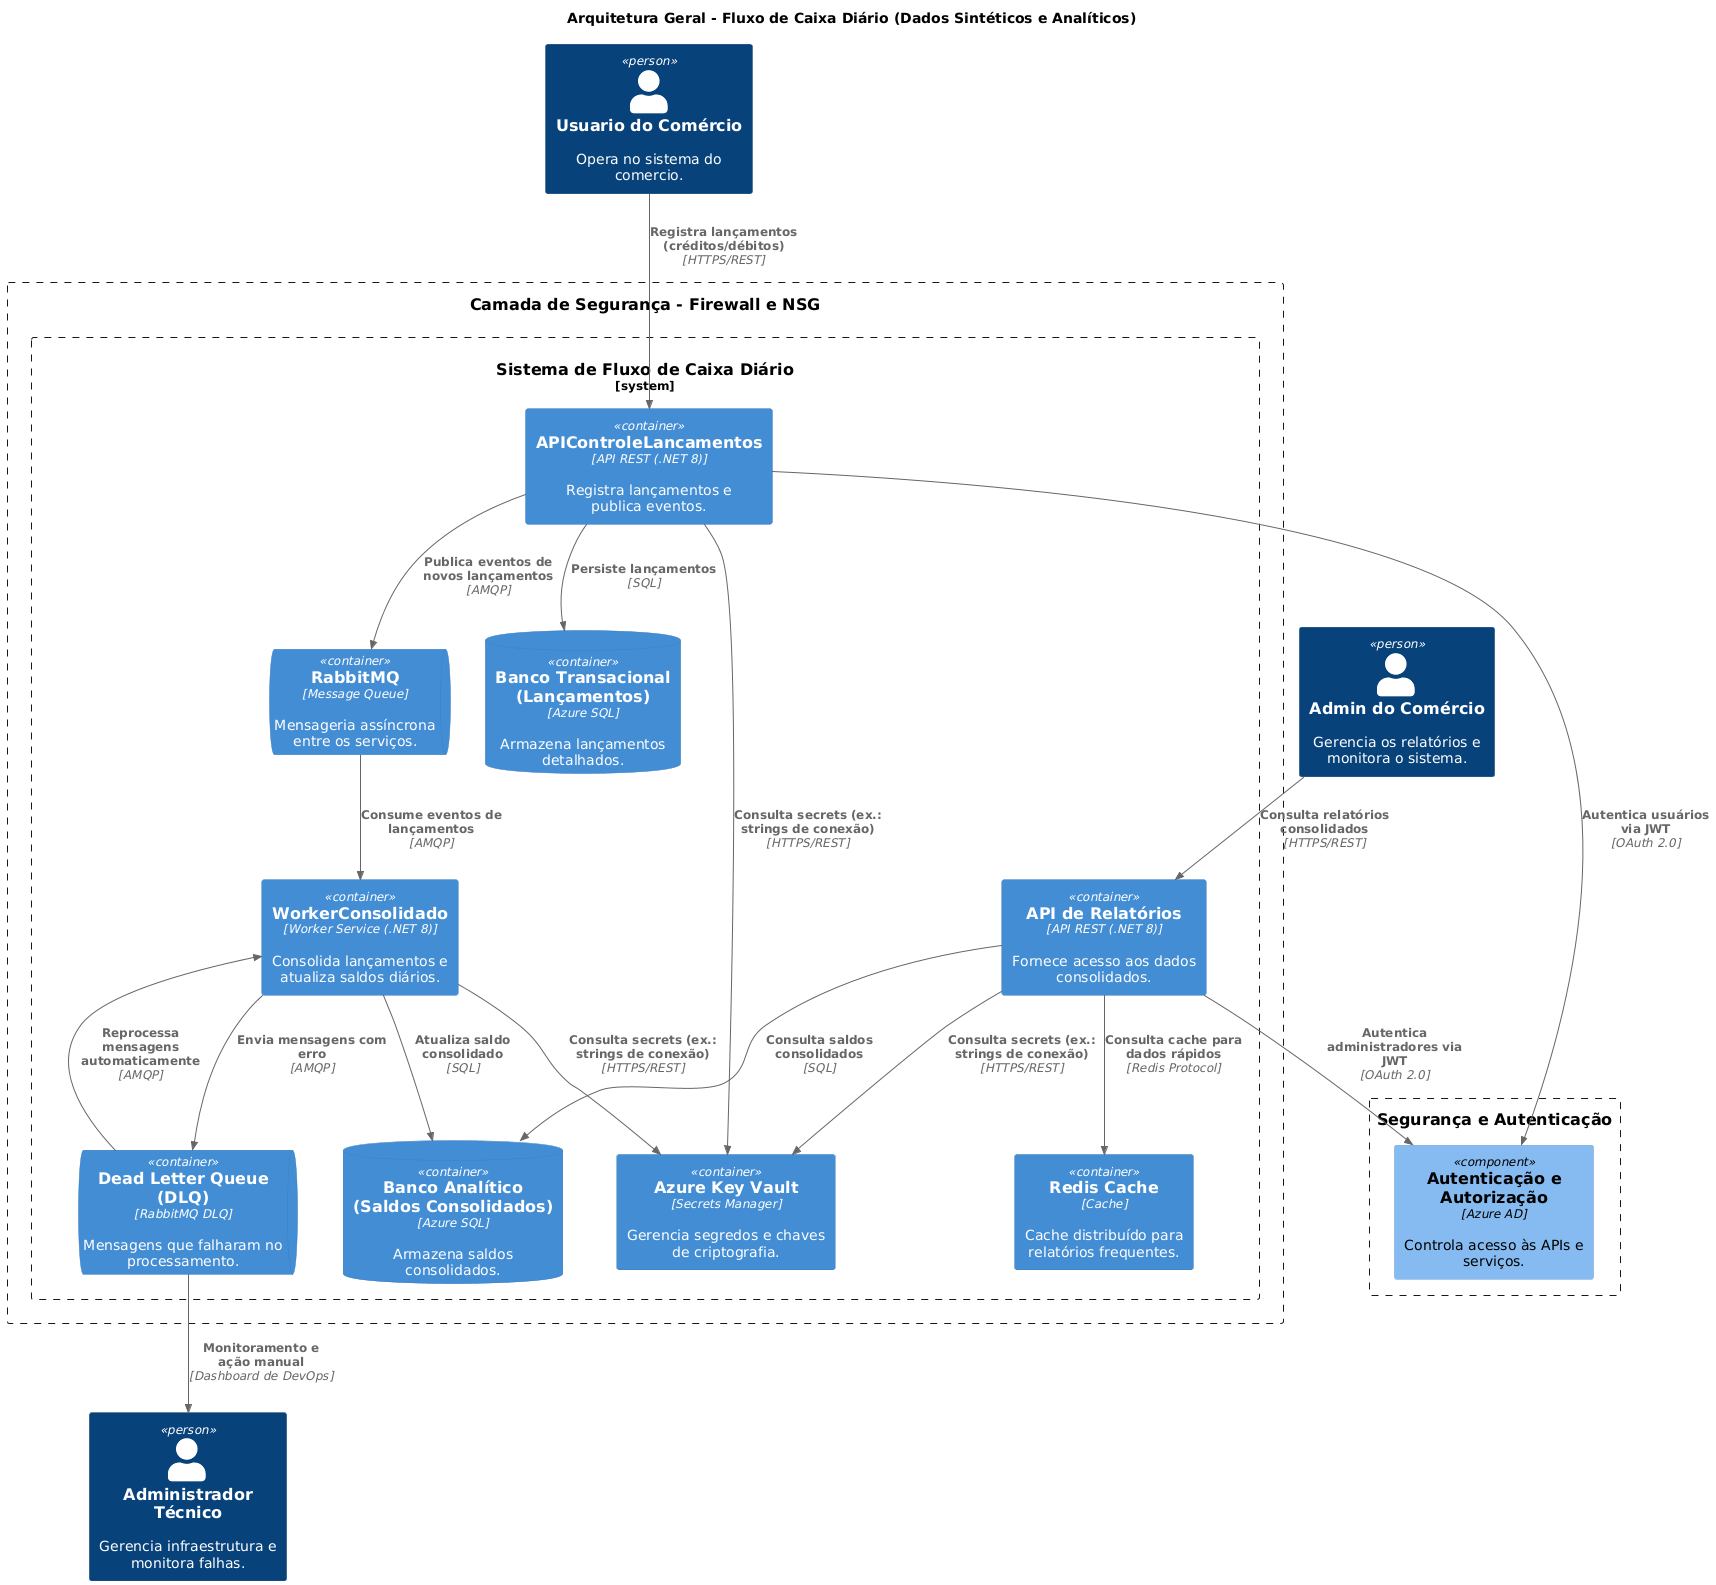 Arquitetura Geral - Fluxo de Caixa Diário (Dados Sintéticos e Analíticos)
«person»
Usuario do Comércio
Opera no sistema do
comercio.
Registra lançamentos
(créditos/débitos)
[HTTPS/REST]
Camada de Segurança - Firewall e NSG
Sistema de Fluxo de Caixa Diário
[system]
«container»
APIControleLancamentos
[API REST (.NET 8)]
Registra lançamentos e
publica eventos.
Publica eventos de
novos lançamentos
[AMQP]
Persiste lançamentos
[SQL]
«container»
RabbitMQ
[Message Queue]
Mensageria assíncrona
entre os serviços.
«container»
Banco Transacional
(Lançamentos)
[Azure SQL]
Armazena lançamentos
detalhados.
«person»
Admin do Comércio
Gerencia os relatórios e
monitora o sistema.
Consume eventos de
lançamentos
[AMQP]
Consulta secrets (ex.:
strings de conexão)
[HTTPS/REST]
Consulta relatórios
consolidados
[HTTPS/REST]
Autentica usuários
via JWT
[OAuth 2.0]
«container»
WorkerConsolidado
[Worker Service (.NET 8)]
Consolida lançamentos e
atualiza saldos diários.
«container»
API de Relatórios
[API REST (.NET 8)]
Fornece acesso aos dados
consolidados.
Reprocessa
mensagens
automaticamente
[AMQP]
Envia mensagens com
erro
[AMQP]
Atualiza saldo
consolidado
[SQL]
Consulta secrets (ex.:
strings de conexão)
[HTTPS/REST]
Consulta saldos
consolidados
[SQL]
Consulta secrets (ex.:
strings de conexão)
[HTTPS/REST]
Consulta cache para
dados rápidos
[Redis Protocol]
Autentica
administradores via
JWT
[OAuth 2.0]
Segurança e Autenticação
«container»
Dead Letter Queue
(DLQ)
[RabbitMQ DLQ]
Mensagens que falharam no
processamento.
«container»
Banco Analítico
(Saldos Consolidados)
[Azure SQL]
Armazena saldos
consolidados.
«container»
Azure Key Vault
[Secrets Manager]
Gerencia segredos e chaves
de criptografia.
«container»
Redis Cache
[Cache]
Cache distribuído para
relatórios frequentes.
«component»
Autenticação e
Autorização
[Azure AD]
Controla acesso às APIs e
serviços.
Monitoramento e
ação manual
[Dashboard de DevOps]
«person»
Administrador
Técnico
Gerencia infraestrutura e
monitora falhas.